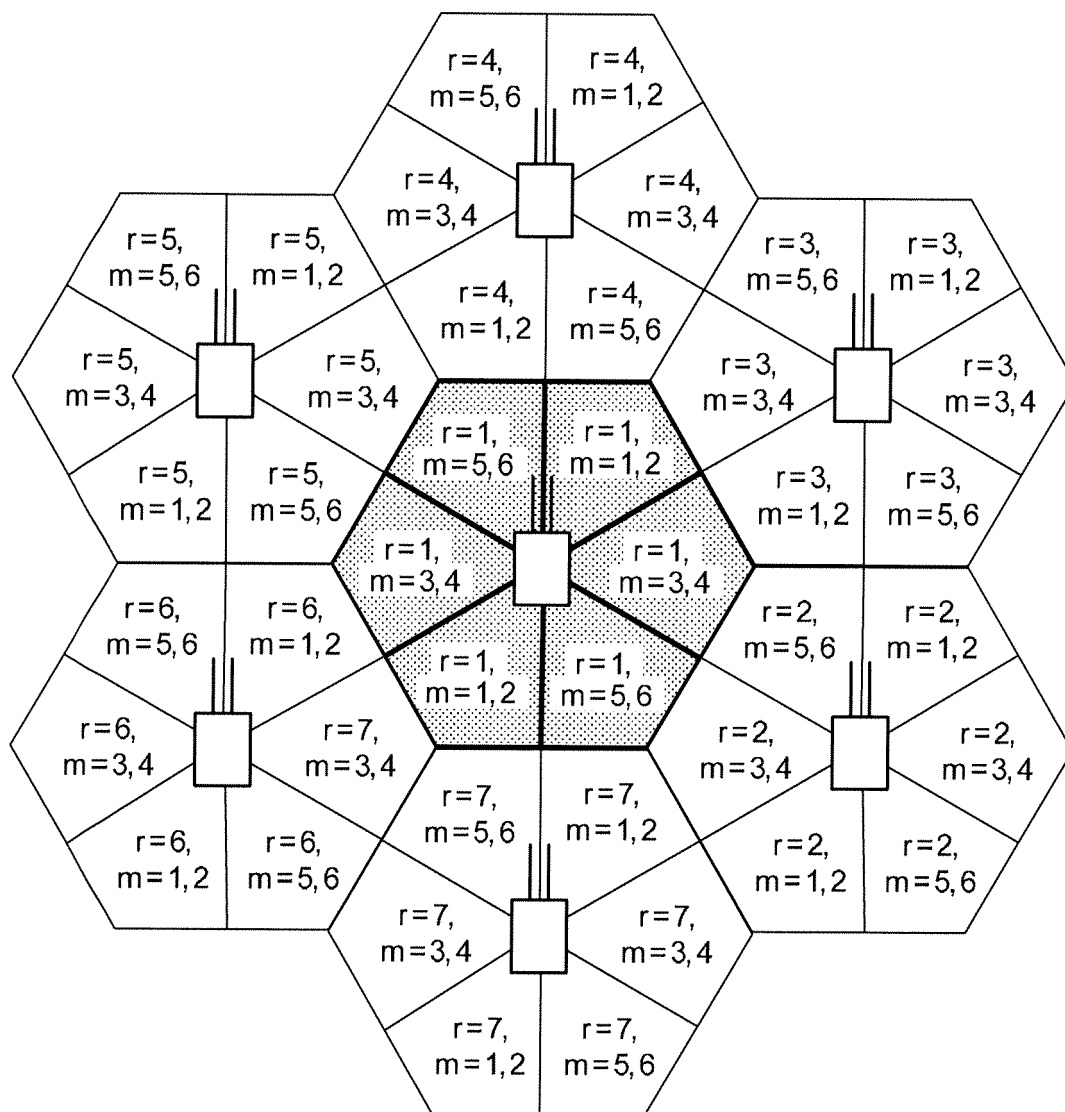 r=4,
m=5,6
r=4,
m=1,2
r=4,
m=3,4
r=4,
m=3,4
r=4,
m=1,2
r=4,
m=5,6
r=5,
m=5,6
r=5,
m=1,2
r=5,
m=3,4
r=5,
m=3,4
r=5,
m=1,2
r=5,
m=5,6
r=3,
m=5,6
r=3,
m=1,2
r=3,
m=3,4
r=3,
m=3,4
r=3,
m=1,2
r=3,
m=5,6
r=1,
m=5,6
r=1,
m=1,2
r=1,
m=3,4
r=1,
m=3,4
r=1,
m=1,2
r=1,
m=5,6
r=6,
m=5,6
r=6,
m=1,2
r=6,
m=3,4
r=7,
m=3,4
r=6,
m=1,2
r=6,
m=5,6
r=2,
m=5,6
r=2,
m=1,2
r=2,
m=3,4
r=2,
m=3,4
r=2,
m=1,2
r=2,
m=5,6
r=7,
m=5,6
r=7,
m=1,2
r=7,
m=3,4
r=7,
m=3,4
r=7,
m=1,2
r=7,
m=5,6